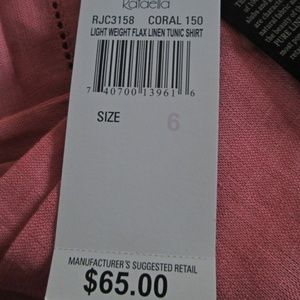 Rafaella
RJC3158 CORAL 150
LIGHT WEIGHT FLAX LINEN TUNIC SHIRT
7 40700 13961 6
SIZE 6
MANUFACTURER'S SUGGESTED RETAIL
$65.00